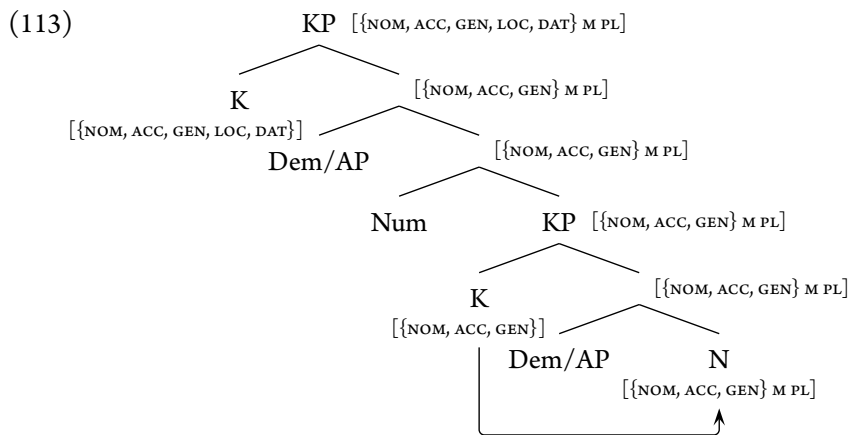 (113)
KP [{NOM, ACC, GEN, LOC, DAT} M PL]
K
[{NOM, ACC, GEN, LOC, DAT}]
[{NOM, ACC, GEN} M PL]
Dem/AP
[{NOM, ACC, GEN} M PL]
Num
KP [{NOM, ACC, GEN} M PL]
K
[{NOM, ACC, GEN}]
[{NOM, ACC, GEN} M PL]
Dem/AP
N
[{NOM, ACC, GEN} M PL]